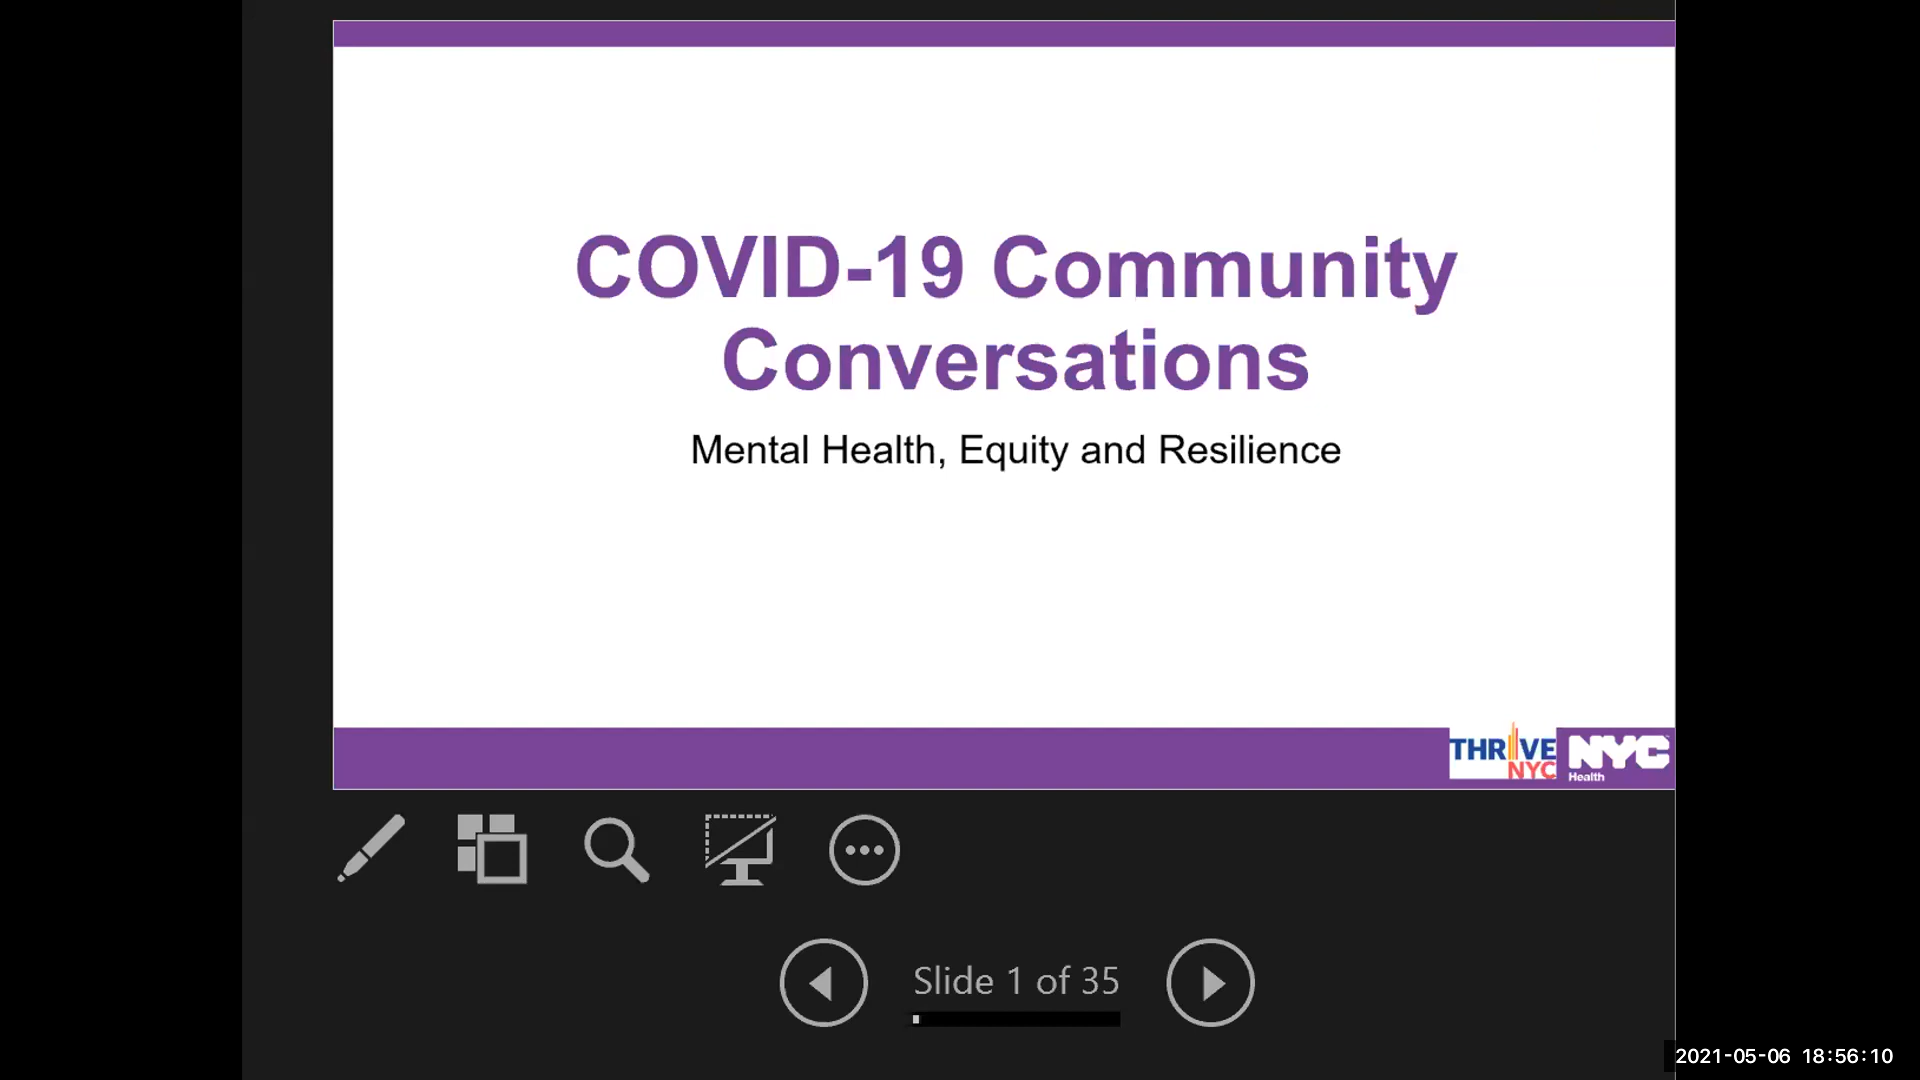 COVID-19 Community
Conversations
Mental Health, Equity and Resilience
THRIVE
NYC
NYC
Health
Slide 1 of 35
2021-05-06 18:56:10